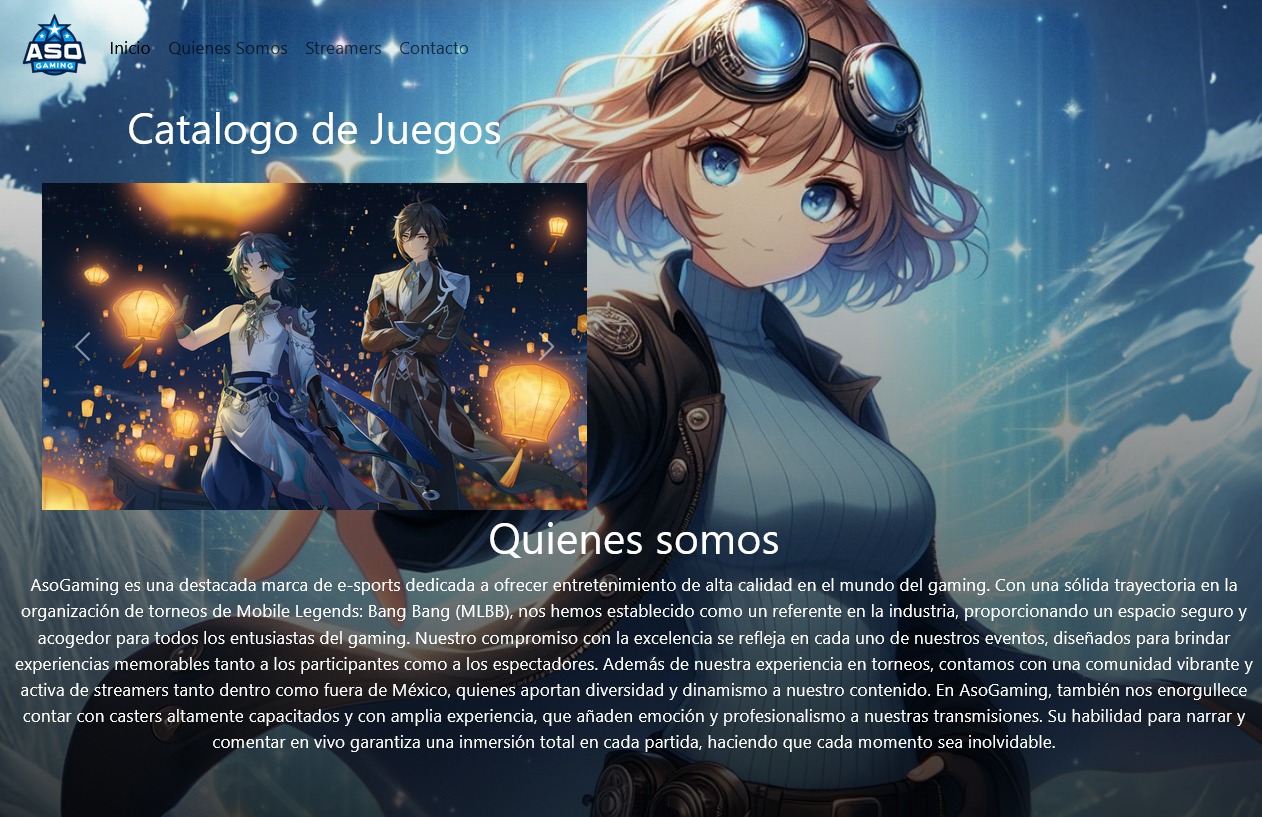 ASO
GAMING
Inicio Quienes Somos Streamers Contacto
Catalogo de Juegos
Quienes somos
AsoGaming es una destacada marca de e-sports dedicada a ofrecer entretenimiento de alta calidad en el mundo del gaming. Con una sólida trayectoria en la
organización de torneos de Mobile Legends: Bang Bang (MLBB), nos hemos establecido como un referente en la industria, proporcionando un espacio seguro y
acogedor para todos los entusiastas del gaming. Nuestro compromiso con la excelencia se refleja en cada uno de nuestros eventos, diseñados para brindar
experiencias memorables tanto a los participantes como a los espectadores. Además de nuestra experiencia en torneos, contamos con una comunidad vibrante y
activa de streamers tanto dentro como fuera de México, quienes aportan diversidad y dinamismo a nuestro contenido. En AsoGaming, también nos enorgullece
contar con casters altamente capacitados y con amplia experiencia, que añaden emoción y profesionalismo a nuestras transmisiones. Su habilidad para narrar y
comentar en vivo garantiza una inmersión total en cada partida, haciendo que cada momento sea inolvidable.